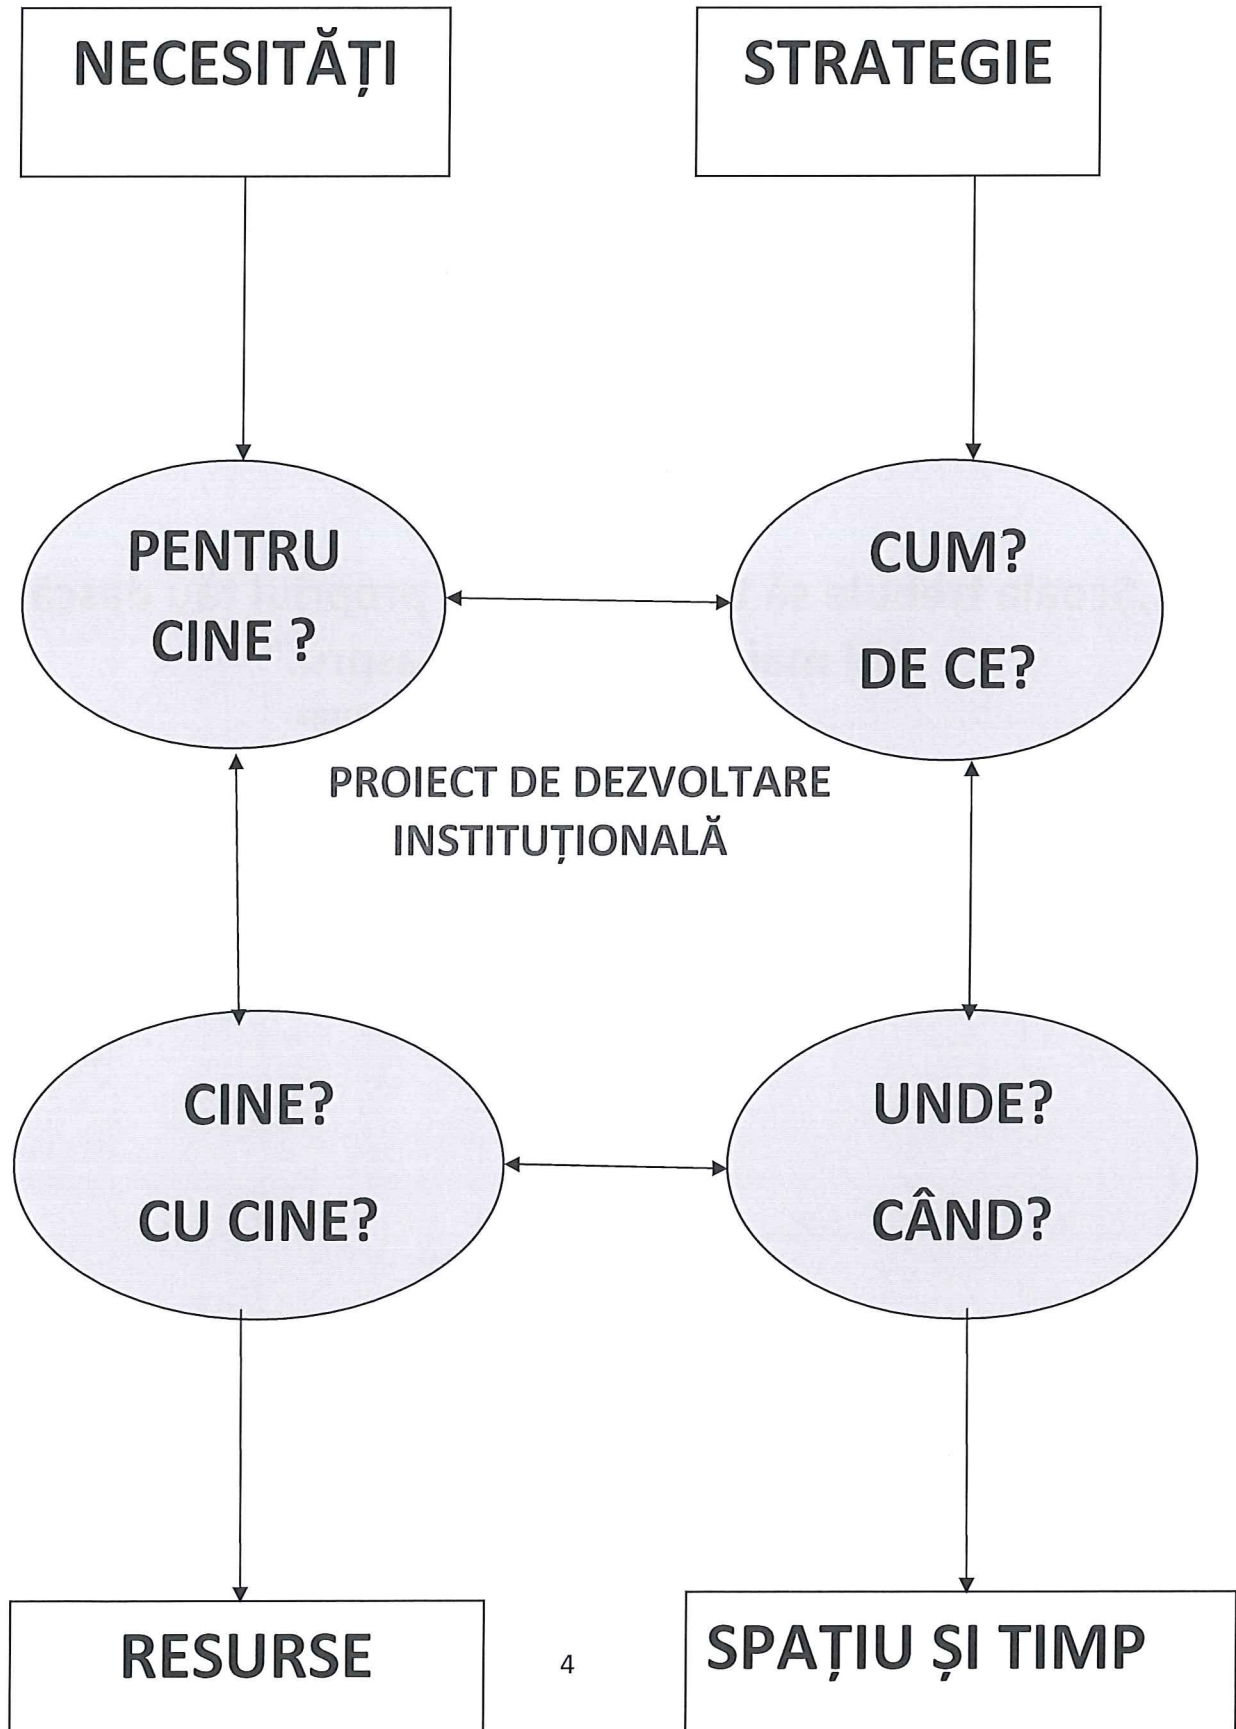 NECESITĂȚI
STRATEGIE
PENTRU
CINE ?
CUM?
DE CE?
PROIECT DE DEZVOLTARE
INSTITUȚIONALĂ
CINE?
CU CINE?
UNDE?
CÂND?
RESURSE
4
SPAȚIU ȘI TIMP